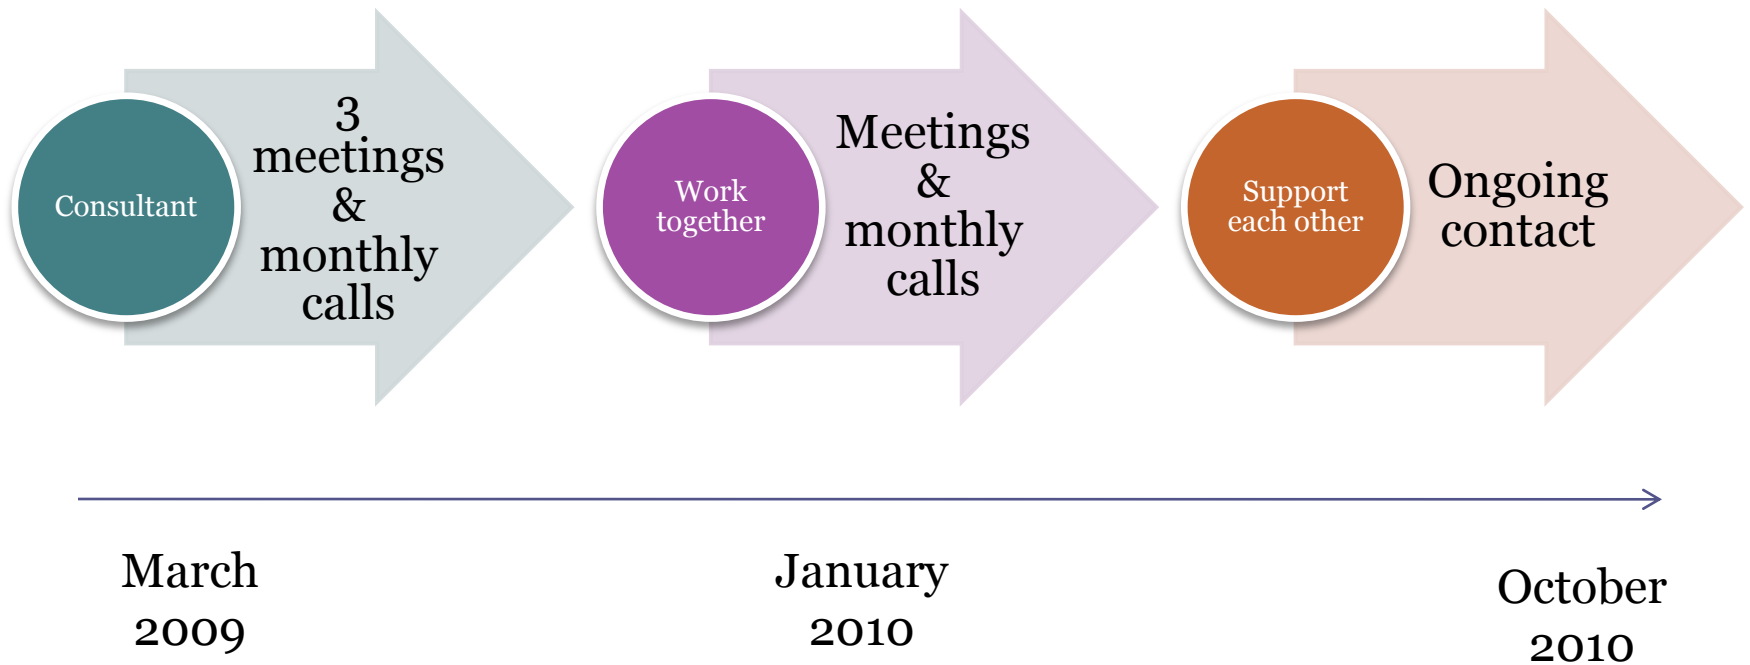 Consultant
3
meetings
&
monthly
calls
Work
together
Meetings
&
monthly
calls
Support
each other
Ongoing
contact
March
2009
January
2010
October
2010